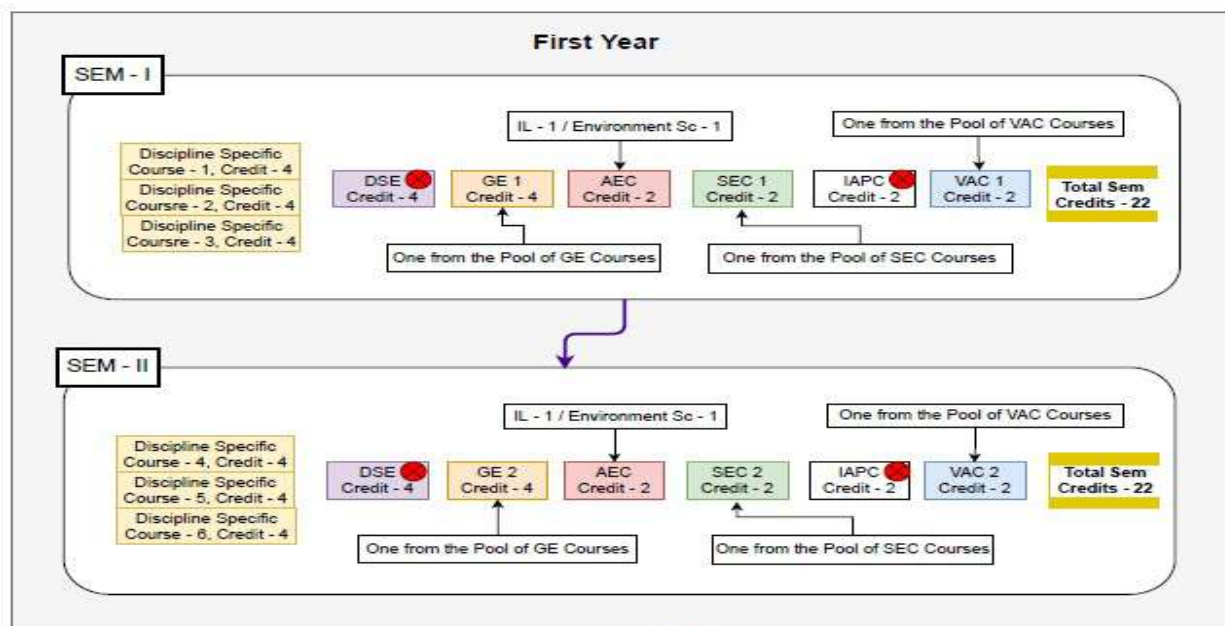 First Year
SEM - I
IL - 1 / Environment Sc - 1
One from the Pool of VAC Courses
Discipline Specific
Course - 1, Credit - 4
Discipline Specific
Coursre - 2, Credit - 4
Discipline Specific
Coursre - 3, Credit - 4
DSE
Credit - 4
GE 1
Credit - 4
AEC
Credit - 2
SEC 1
Credit - 2
IAPC
Credit - 2
VAC 1
Credit - 2
Total Sem
Credits - 22
One from the Pool of GE Courses
One from the Pool of SEC Courses
SEM - II
IL - 1 / Environment Sc - 1
One from the Pool of VAC Courses
Discipline Specific
Course - 4, Credit - 4
Discipline Specific
Course - 5, Credit - 4
Discipline Specific
Course - 6, Credit - 4
DSE
Credit - 4
GE 2
Credit - 4
AEC
Credit - 2
SEC 2
Credit - 2
IAPC
Credit - 2
VAC 2
Credit - 2
Total Sem
Credits - 22
One from the Pool of GE Courses
One from the Pool of SEC Courses